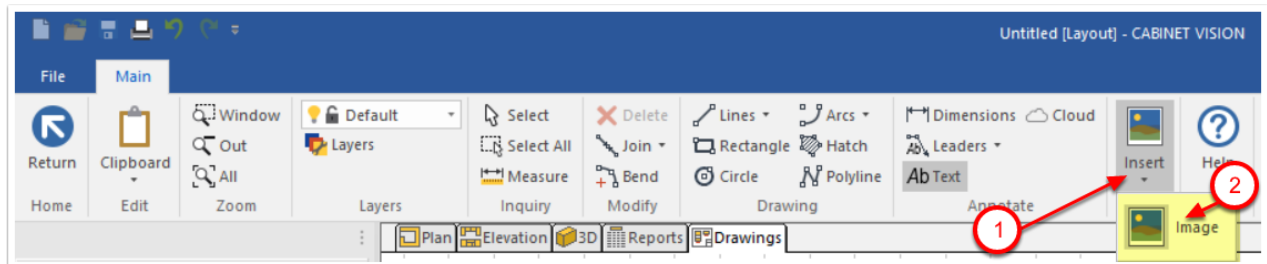 Untitled [Layout] - CABINET VISION
File Main
Window Default Select Delete Lines Arcs Dimensions Cloud
Return Clipboard Out Layers Select All Join Rectangle Hatch Leaders Insert Help
All Measure Bend Circle Polyline Ab Text
Home Edit Zoom Layers Inquiry Modify Drawing Annotate
1 2
Plan Elevation 3D Reports Drawings Image